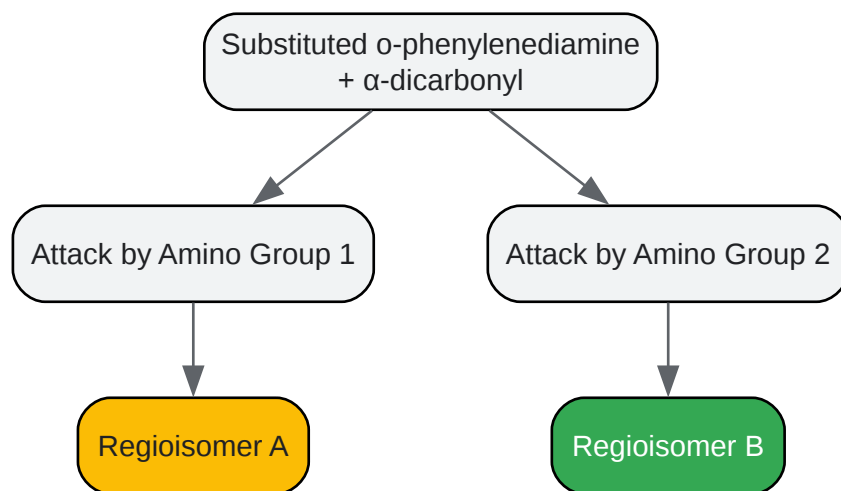 Substituted o-phenylenediamine
+ α-dicarbonyl
Attack by Amino Group 1
Attack by Amino Group 2
Regioisomer A
Regioisomer B